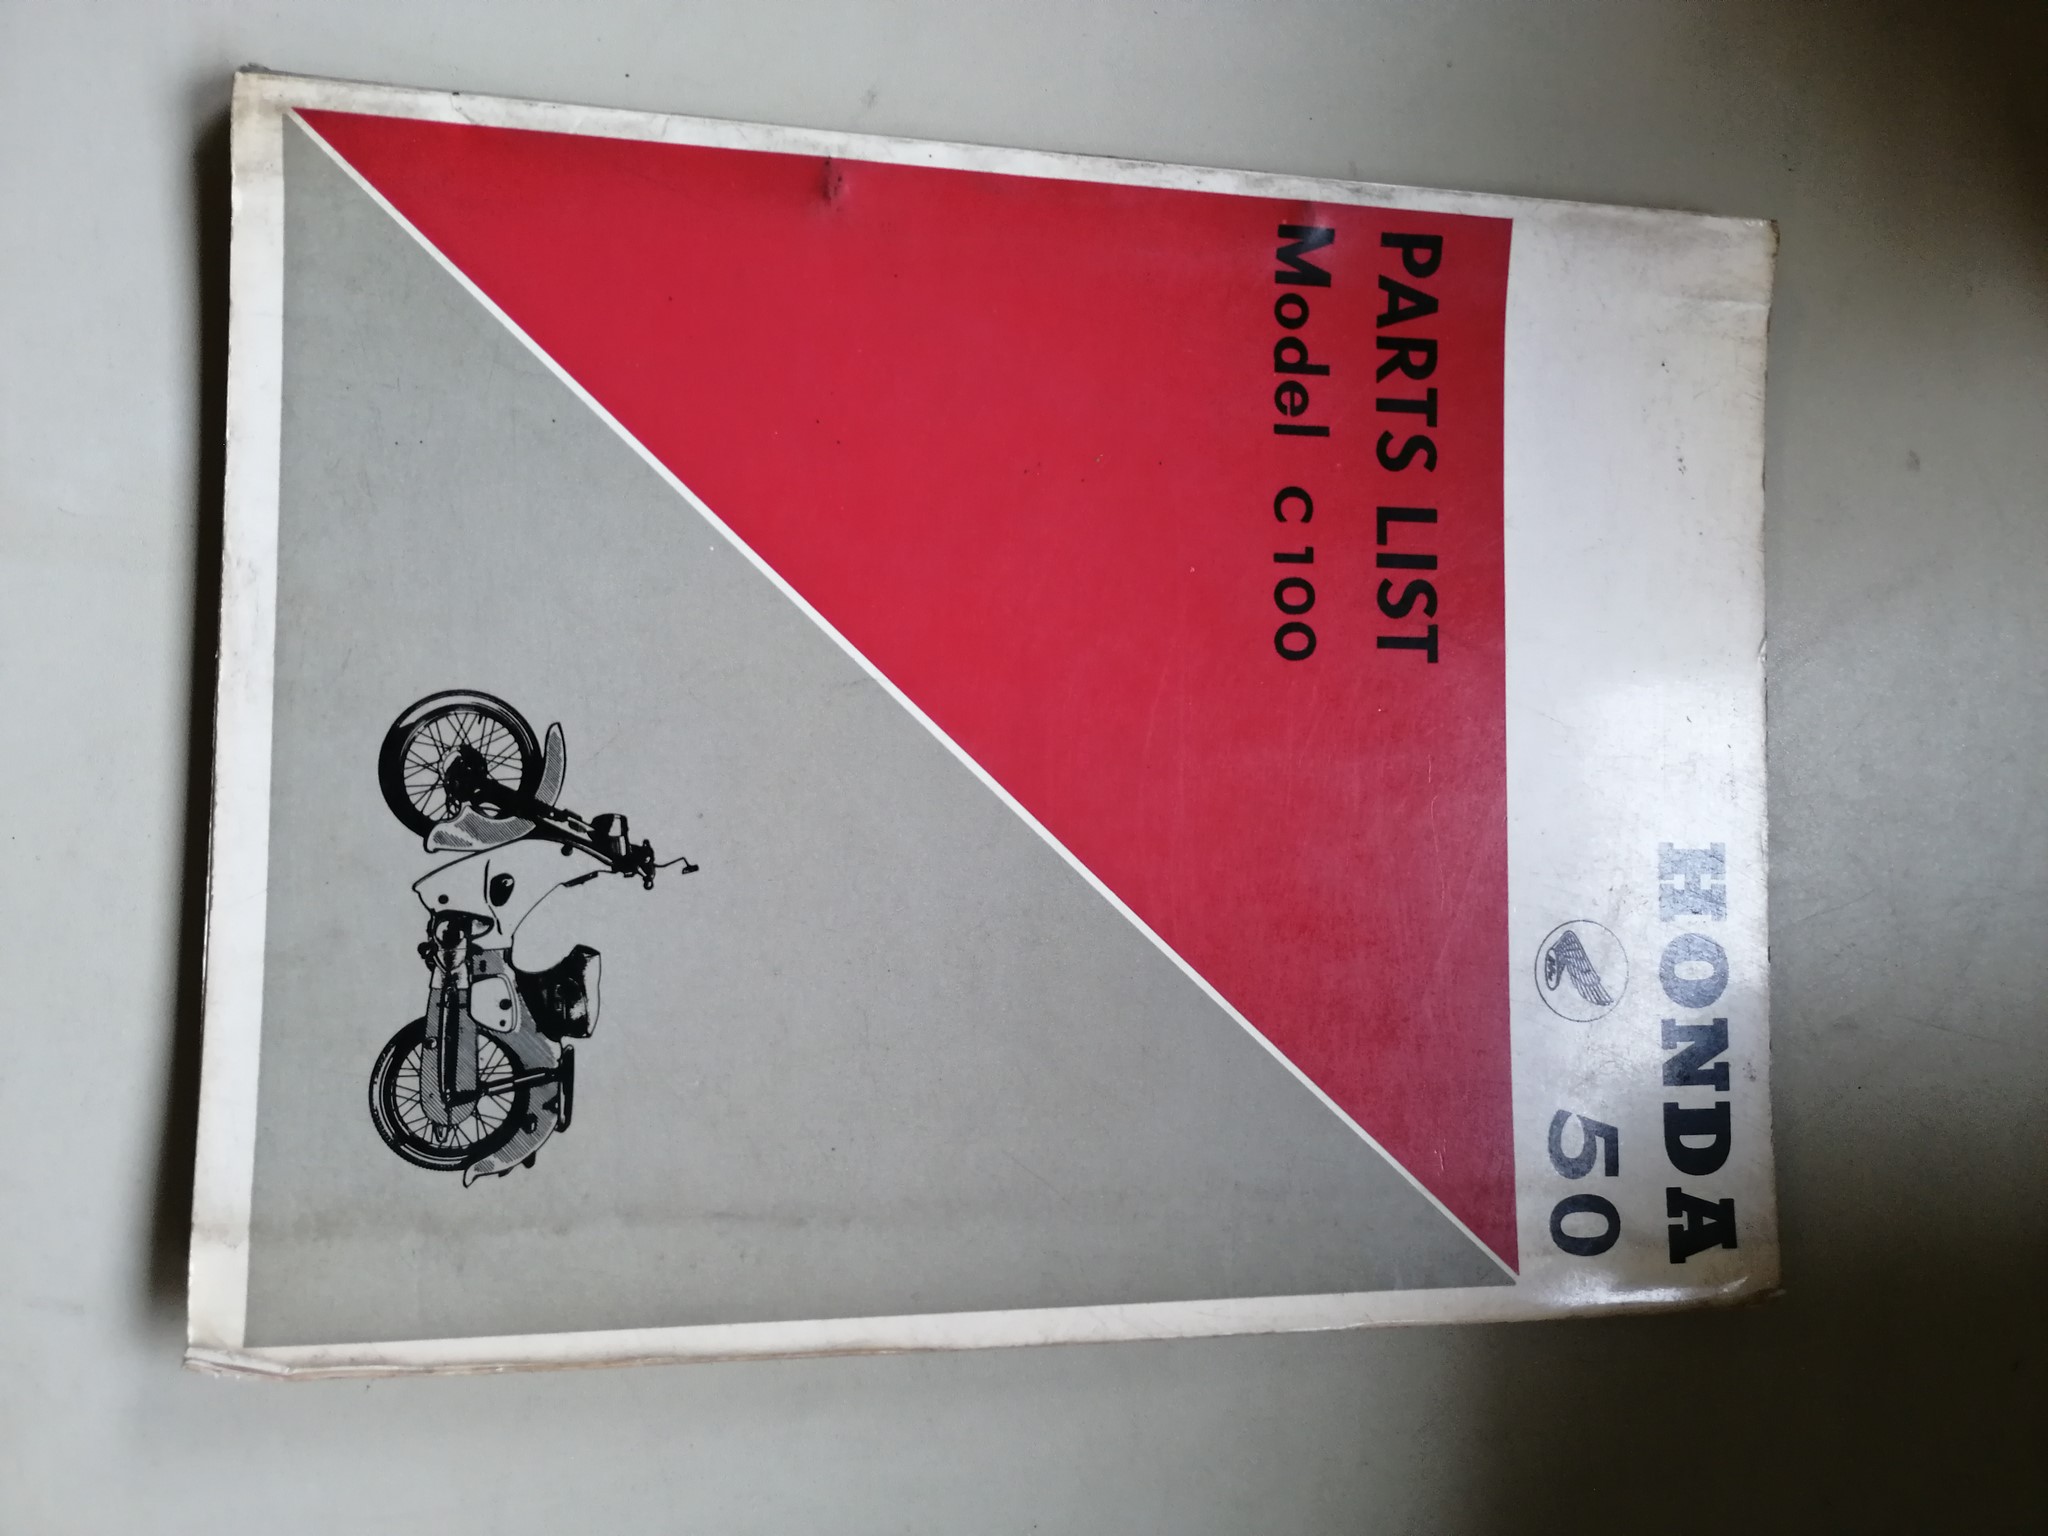 HONDA
50
PARTS LIST
Model C100